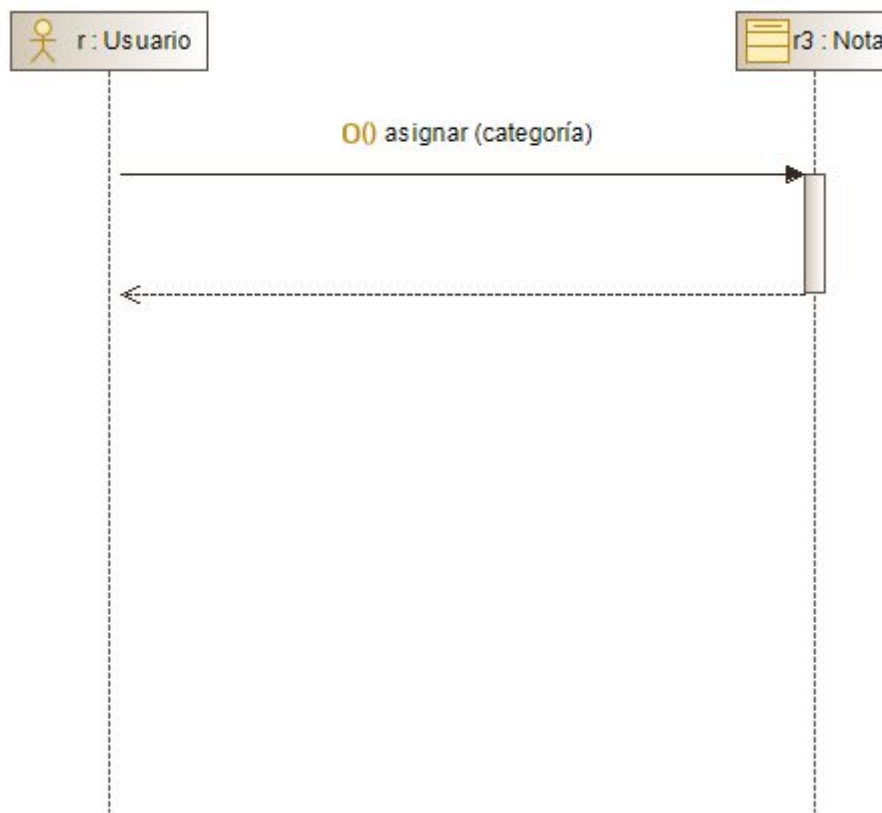 r : Usuario
r3 : Nota
O() asignar (categoría)